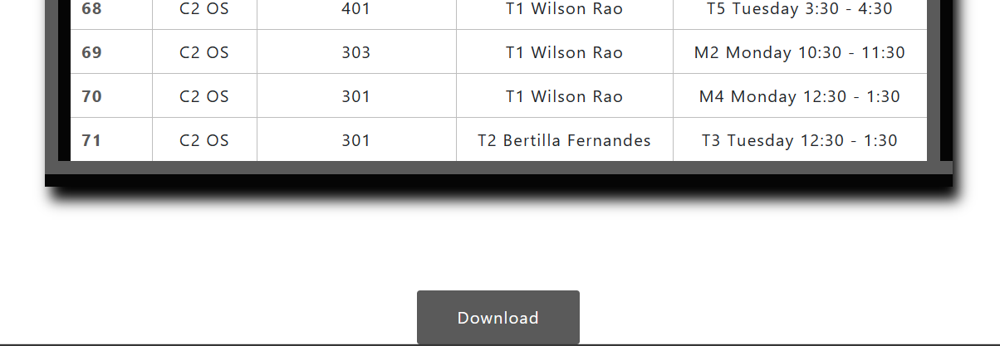 68 C2 OS 401 T1 Wilson Rao T5 Tuesday 3:30 - 4:30
69 C2 OS 303 T1 Wilson Rao M2 Monday 10:30 - 11:30
70 C2 OS 301 T1 Wilson Rao M4 Monday 12:30 - 1:30
71 C2 OS 301 T2 Bertilla Fernandes T3 Tuesday 12:30 - 1:30
Download